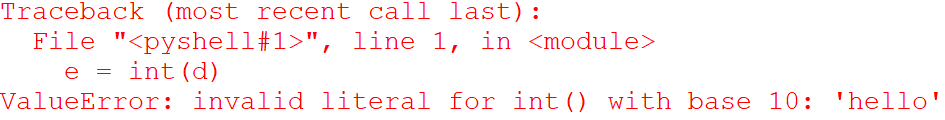 Traceback (most recent call last):
  File "<pyshell#1>", line 1, in <module>
    e = int(d)
ValueError: invalid literal for int() with base 10: 'hello'